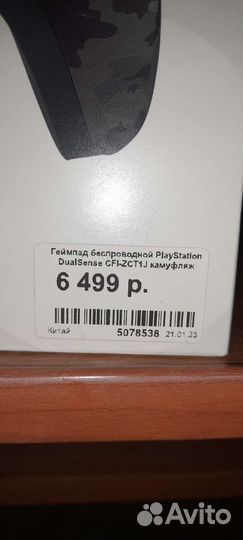 Геймпад беспроводной PlayStation
DualSense CFI-ZCT1J камуфляж
6 499 р.
Китай 5078538 21.01.23
Avito